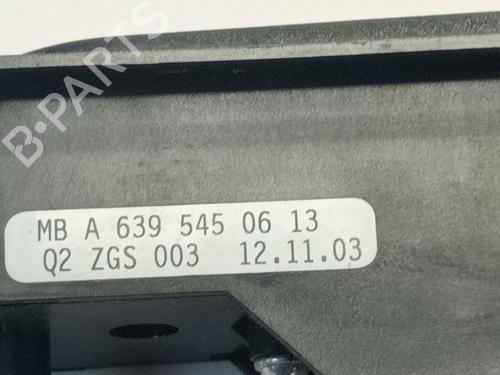 B-PARTS
MB A 639 545 06 13
Q2 ZGS 003 12.11.03